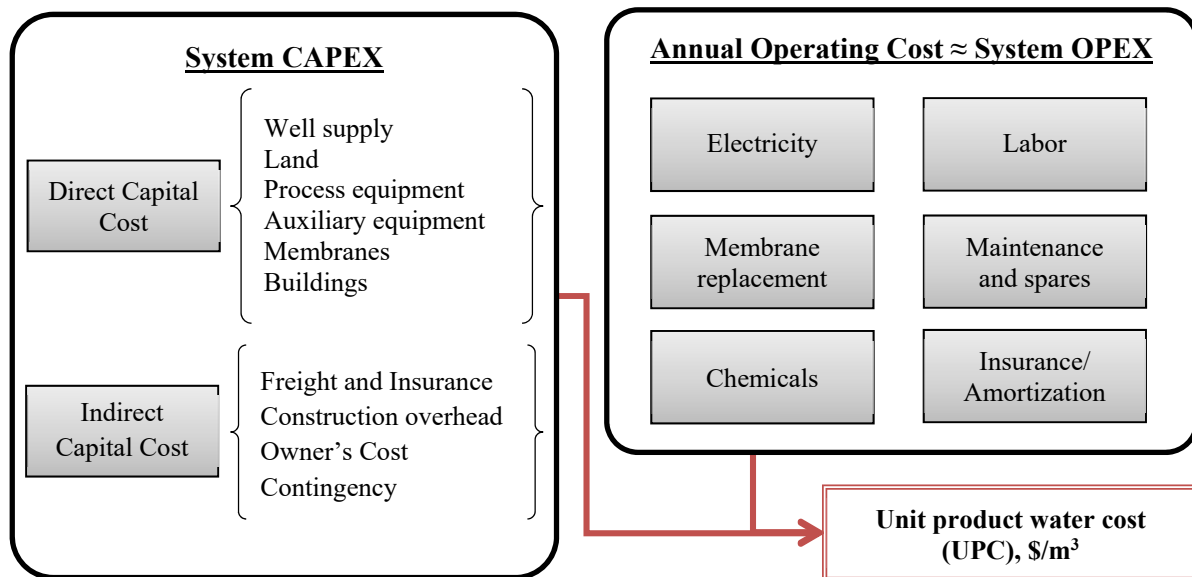 System CAPEX
Direct Capital
Cost
Well supply
Land
Process equipment
Auxiliary equipment
Membranes
Buildings
Indirect
Capital Cost
Freight and Insurance
Construction overhead
Owner’s Cost
Contingency
Annual Operating Cost ≈ System OPEX
Electricity
Labor
Membrane
replacement
Maintenance
and spares
Chemicals
Insurance/
Amortization
Unit product water cost
(UPC), $/m³